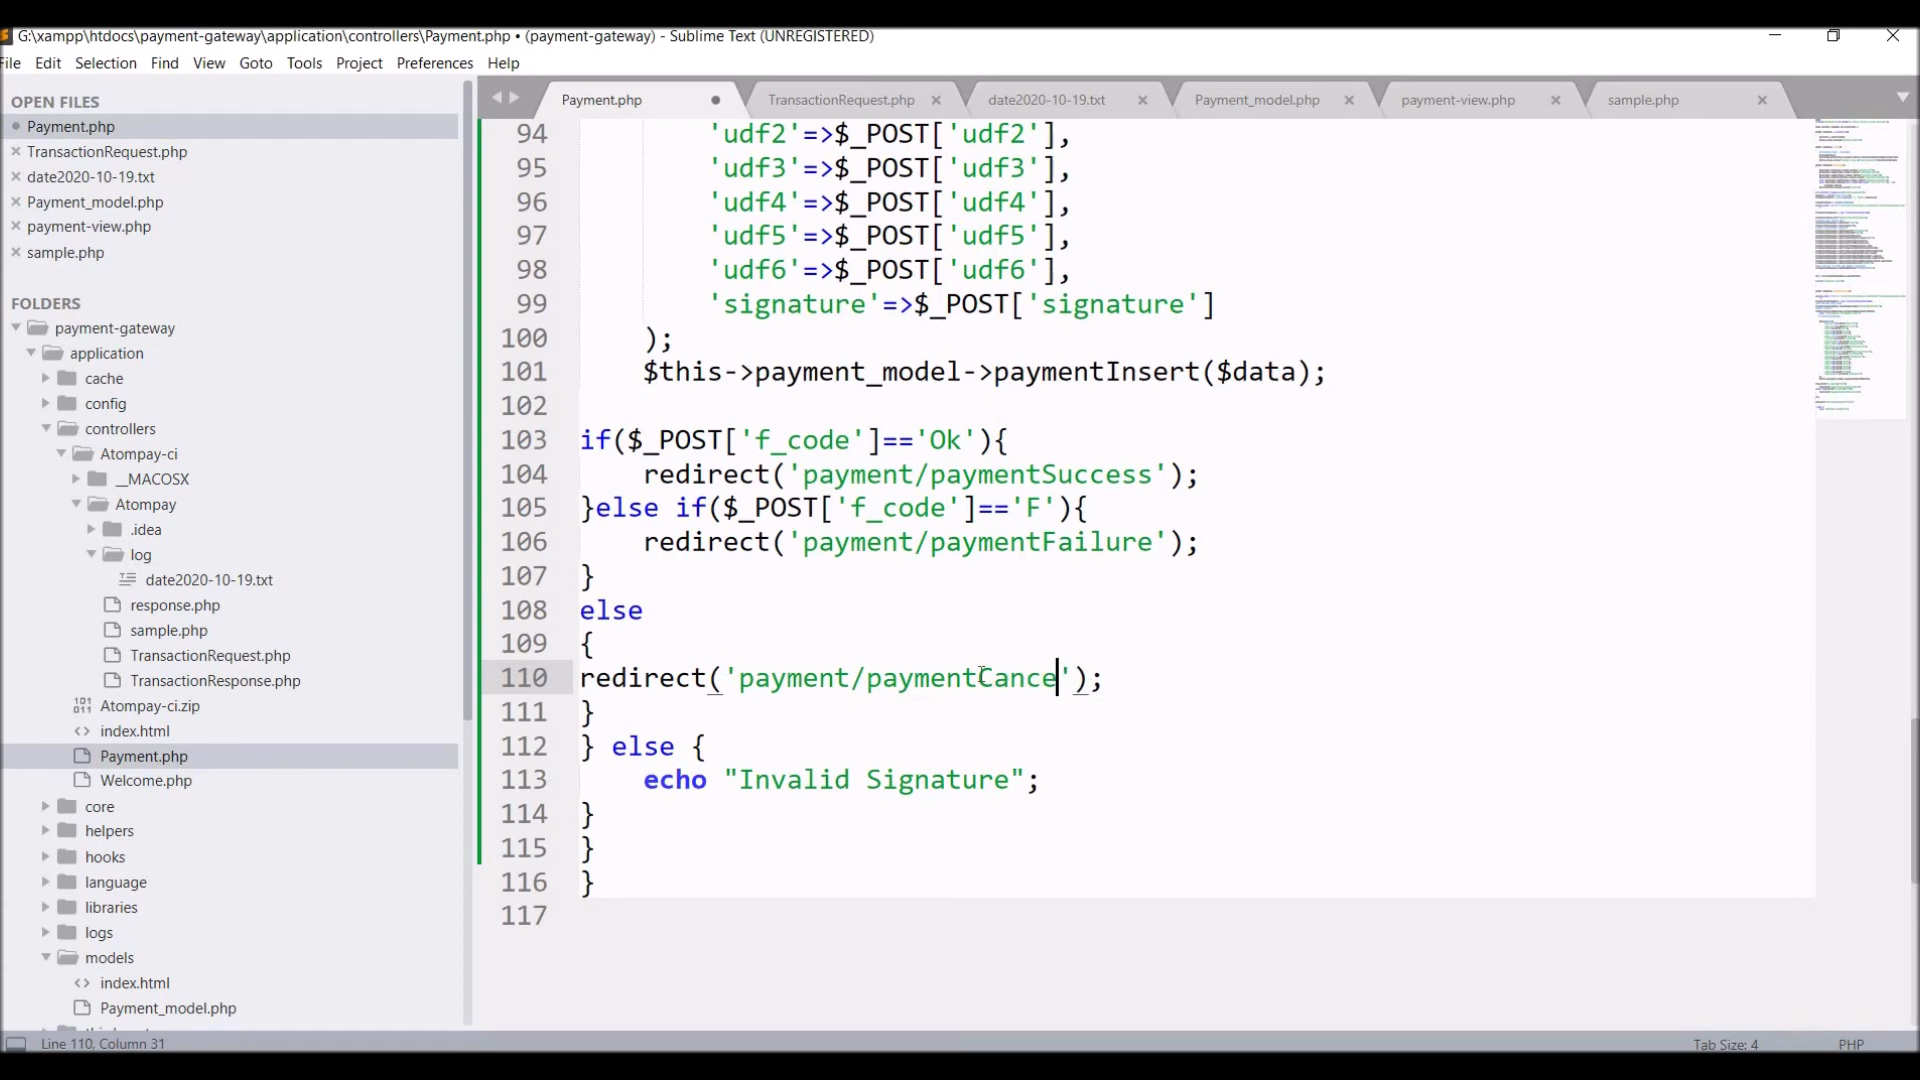 G:\xampp\htdocs\payment-gateway\application\controllers\Payment.php • (payment-gateway) - Sublime Text (UNREGISTERED)
File Edit Selection Find View Goto Tools Project Preferences Help
OPEN FILES
Payment.php
TransactionRequest.php
date2020-10-19.txt
Payment_model.php
payment-view.php
sample.php
FOLDERS
payment-gateway
application
cache
config
controllers
Atompay-ci
__MACOSX
Atompay
.idea
log
date2020-10-19.txt
response.php
sample.php
TransactionRequest.php
TransactionResponse.php
Atompay-ci.zip
index.html
Payment.php
Welcome.php
core
helpers
hooks
language
libraries
logs
models
index.html
Payment_model.php
Payment.php TransactionRequest.php date2020-10-19.txt Payment_model.php payment-view.php sample.php
94 'udf2'=>$_POST['udf2'],
95 'udf3'=>$_POST['udf3'],
96 'udf4'=>$_POST['udf4'],
97 'udf5'=>$_POST['udf5'],
98 'udf6'=>$_POST['udf6'],
99 'signature'=>$_POST['signature']
100 );
101 $this->payment_model->paymentInsert($data);
102
103 if($_POST['f_code']=='Ok'){
104 redirect('payment/paymentSuccess');
105 }else if($_POST['f_code']=='F'){
106 redirect('payment/paymentFailure');
107 }
108 else
109 {
110 redirect('payment/paymentCance');
111 }
112 } else {
113 echo "Invalid Signature";
114 }
115 }
116 }
117
Line 110, Column 31 Tab Size: 4 PHP